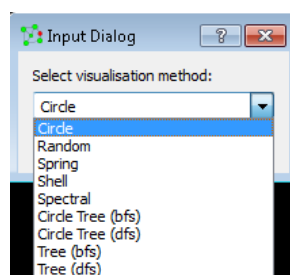 Input Dialog
Select visualisation method:
Circle
Circle
Random
Spring
Shell
Spectral
Circle Tree (bfs)
Circle Tree (dfs)
Tree (bfs)
Tree (dfs)